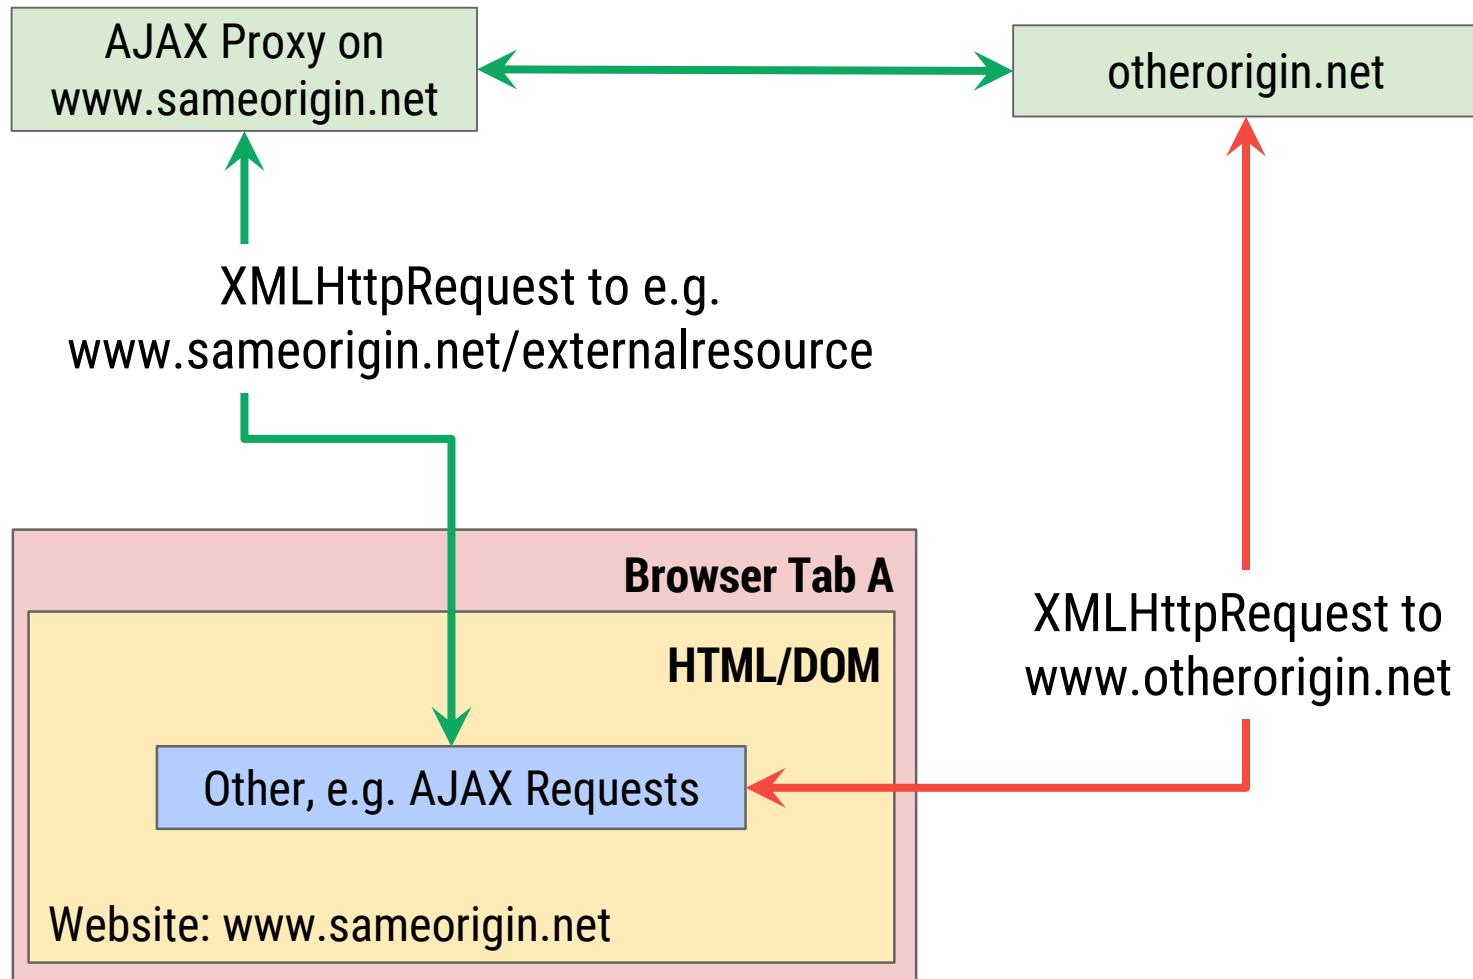 AJAX Proxy on
www.sameorigin.net
otherorigin.net
XMLHttpRequest to e.g.
www.sameorigin.net/externalresource
Browser Tab A
HTML/DOM
XMLHttpRequest to
www.otherorigin.net
Other, e.g. AJAX Requests
Website: www.sameorigin.net